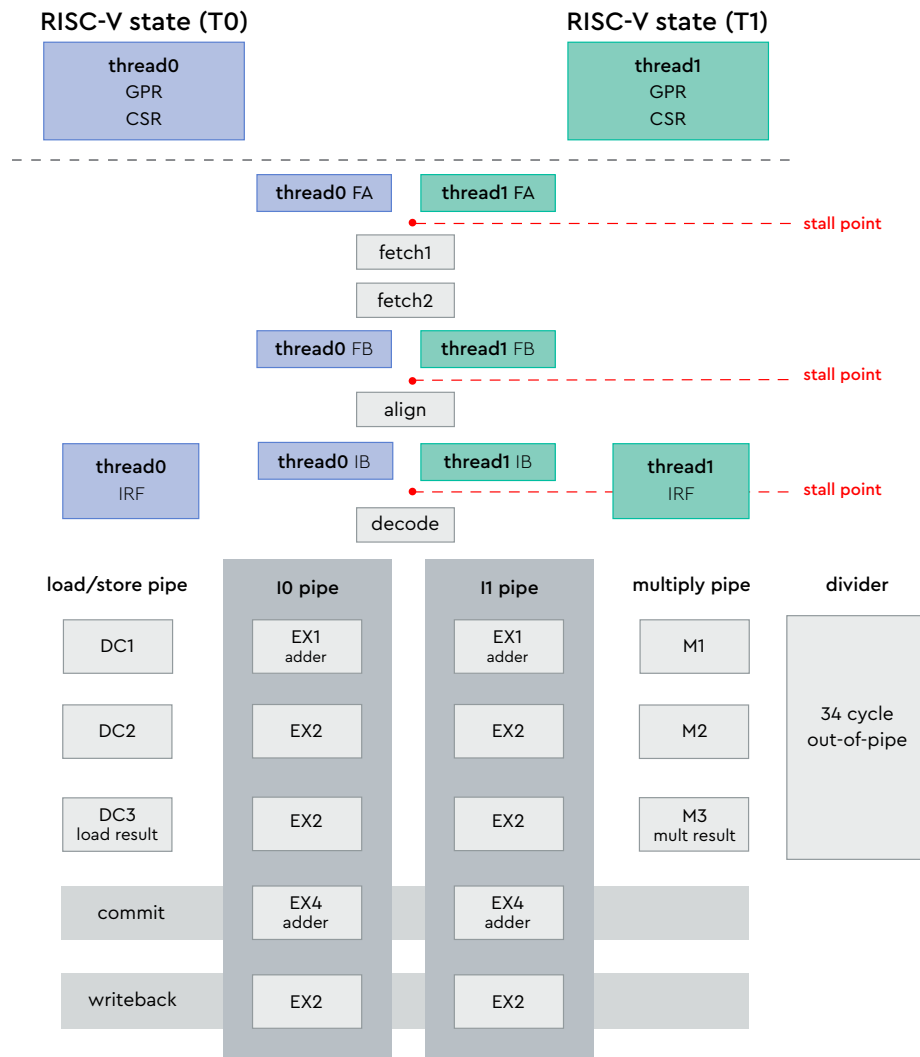 RISC-V state (T0)
RISC-V state (T1)
thread0
GPR
CSR
thread1
GPR
CSR
thread0 FA
thread1 FA
stall point
fetch1
fetch2
thread0 FB
thread1 FB
stall point
align
thread0
IRF
thread0 IB
thread1 IB
thread1
IRF
stall point
decode
load/store pipe
I0 pipe
I1 pipe
multiply pipe
divider
DC1
EX1
adder
EX1
adder
M1
34 cycle
out-of-pipe
DC2
EX2
EX2
M2
DC3
load result
EX2
EX2
M3
mult result
commit
EX4
adder
EX4
adder
writeback
EX2
EX2